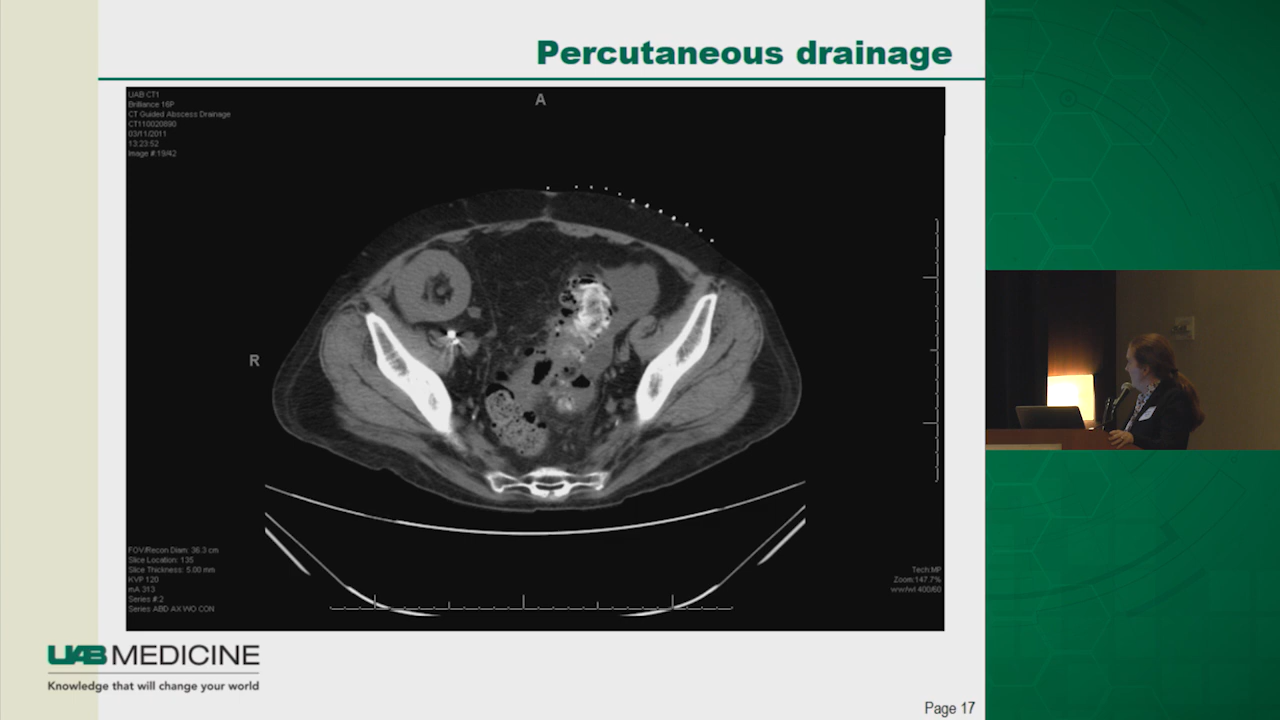 Percutaneous drainage
UAB CT1
Brilliance 16P
CT Guided Abscess Drainage
CT110020890
03/11/2011
13:23:52
Image #:19/42
A
R
FOV/Recon Diam: 36.3 cm
Slice Location: 135
Slice Thickness: 5.00 mm
KVP 120
mA 313
Series #:2
Series ABD AX WO CON
Tech:MP
Zoom:147.7%
ww/wl 400/60
UAB MEDICINE
Knowledge that will change your world
Page 17